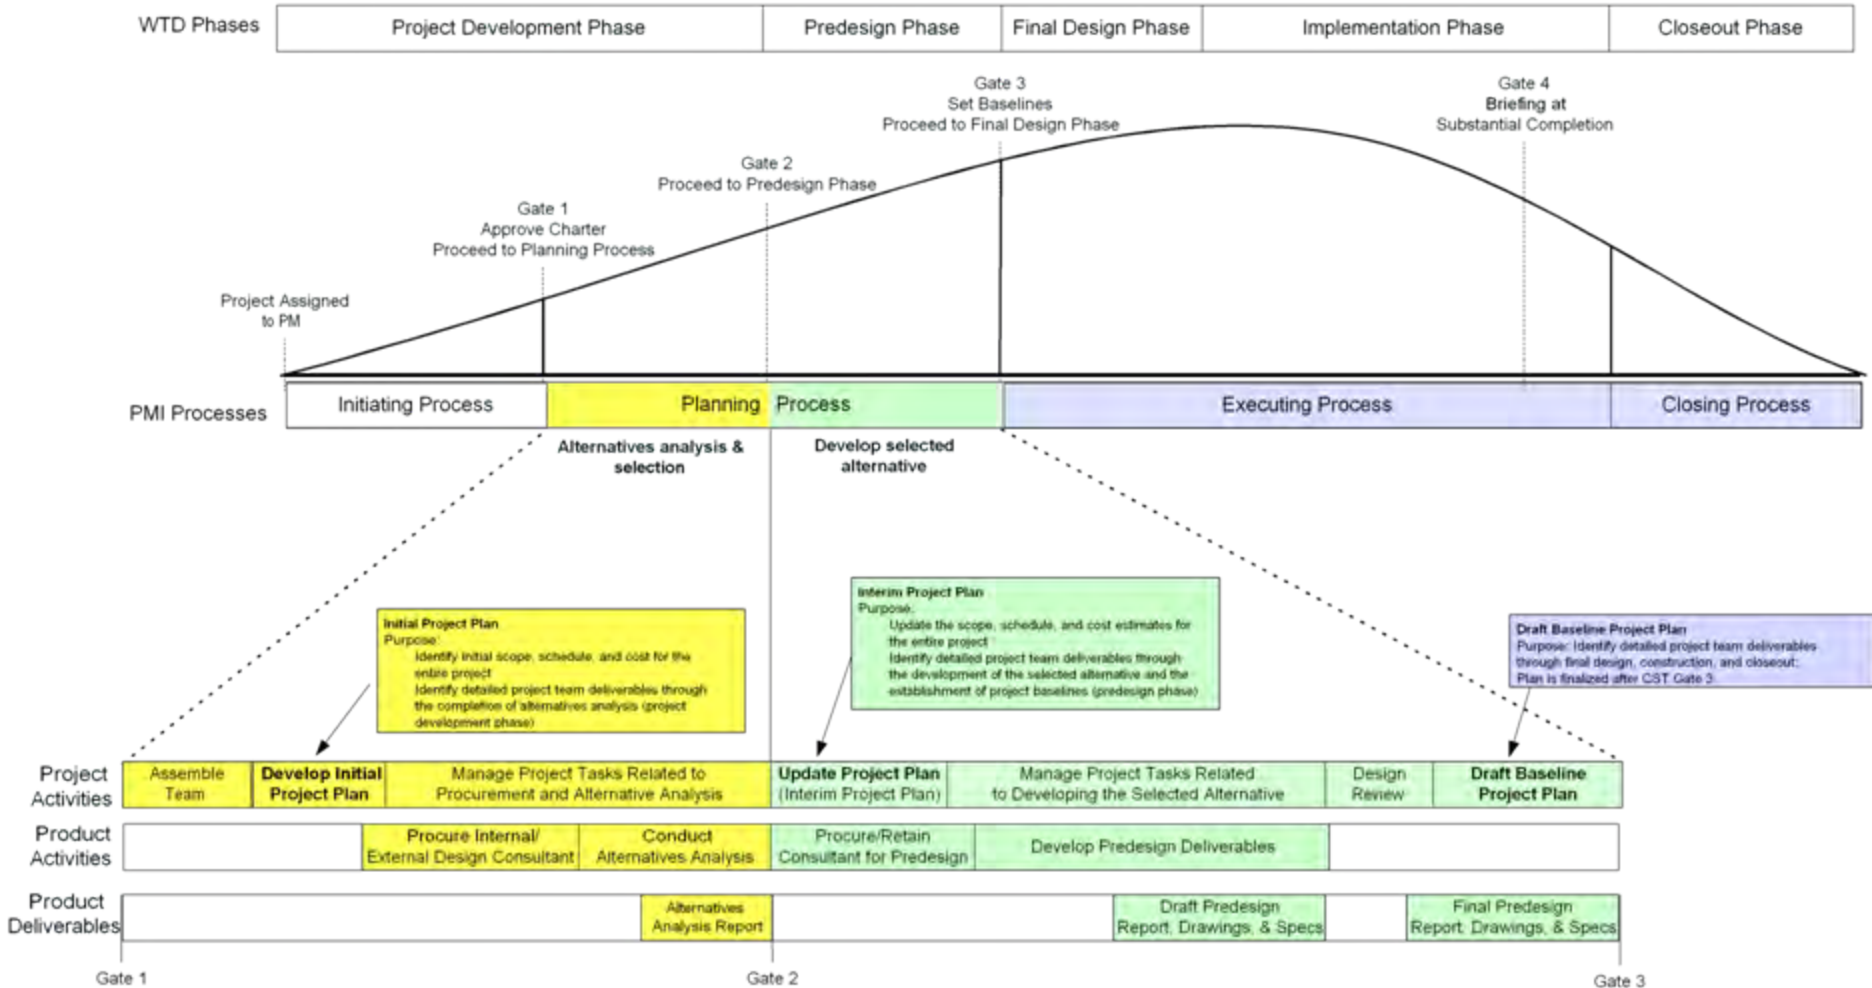 WTD Phases
Project Development Phase
Predesign Phase
Final Design Phase
Implementation Phase
Closeout Phase
Gate 3
Set Baselines
Proceed to Final Design Phase
Gate 4
Briefing at
Substantial Completion
Gate 2
Proceed to Predesign Phase
Gate 1
Approve Charter
Proceed to Planning Process
Project Assigned
to PM
PMI Processes
Initiating Process
Planning Process
Executing Process
Closing Process
Alternatives analysis &
selection
Develop selected
alternative
Initial Project Plan
Purpose:
Identify initial scope, schedule, and cost for the
entire project
Identify detailed project team deliverables through
the completion of alternatives analysis (project
development phase)
Interim Project Plan
Purpose:
Update the scope, schedule, and cost estimates for
the entire project
Identify detailed project team deliverables through
the development of the selected alternative and the
establishment of project baselines (predesign phase)
Draft Baseline Project Plan
Purpose: Identify detailed project team deliverables
through final design, construction, and closeout;
Plan is finalized after CST Gate 3.
Project
Activities
Assemble
Team
Develop Initial
Project Plan
Manage Project Tasks Related to
Procurement and Alternative Analysis
Update Project Plan
(Interim Project Plan)
Manage Project Tasks Related
to Developing the Selected Alternative
Design
Review
Draft Baseline
Project Plan
Product
Activities
Procure Internal/
External Design Consultant
Conduct
Alternatives Analysis
Procure/Retain
Consultant for Predesign
Develop Predesign Deliverables
Product
Deliverables
Alternatives
Analysis Report
Draft Predesign
Report, Drawings, & Specs
Final Predesign
Report, Drawings, & Specs
Gate 1
Gate 2
Gate 3